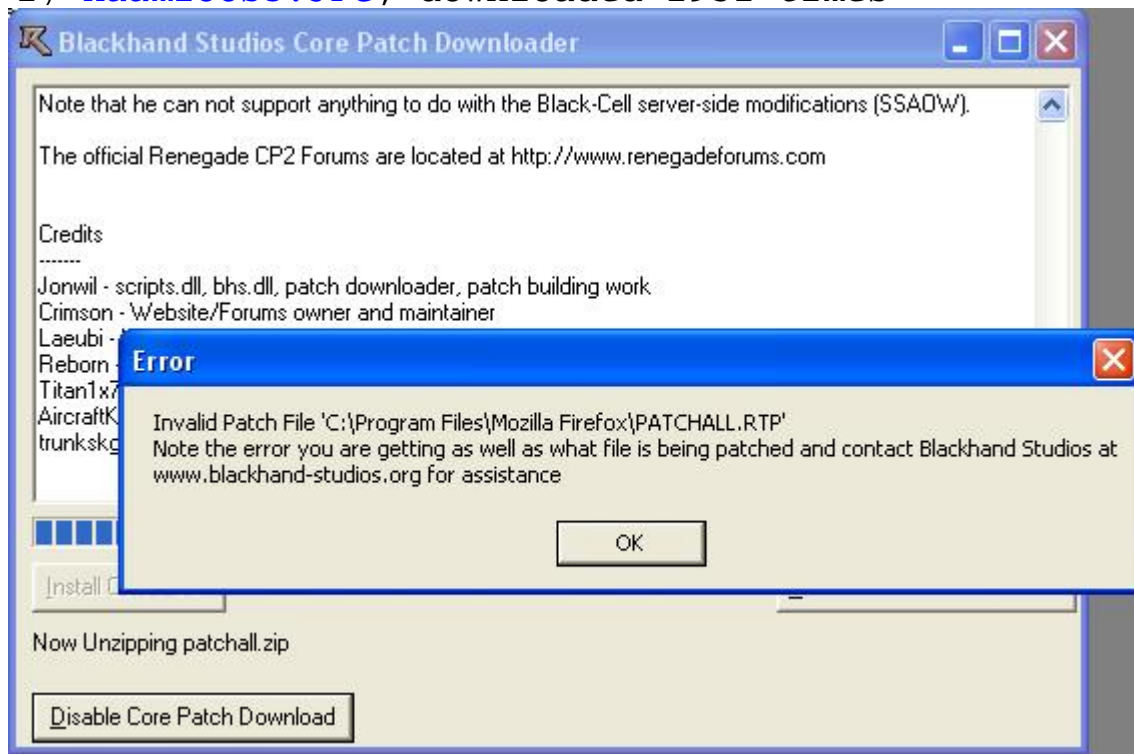 Blackhand Studios Core Patch Downloader
Note that he can not support anything to do with the Black-Cell server-side modifications (SSAOW).
The official Renegade CP2 Forums are located at http://www.renegadeforums.com
Credits
-------
Jonwil - scripts.dll, bhs.dll, patch downloader, patch building work
Crimson - Website/Forums owner and maintainer
Laeubi -
Reborn -
Titan1x7
AircraftK
trunkskg
Error
Invalid Patch File 'C:\Program Files\Mozilla Firefox\PATCHALL.RTP'
Note the error you are getting as well as what file is being patched and contact Blackhand Studios at
www.blackhand-studios.org for assistance
OK
Install
Now Unzipping patchall.zip
Disable Core Patch Download